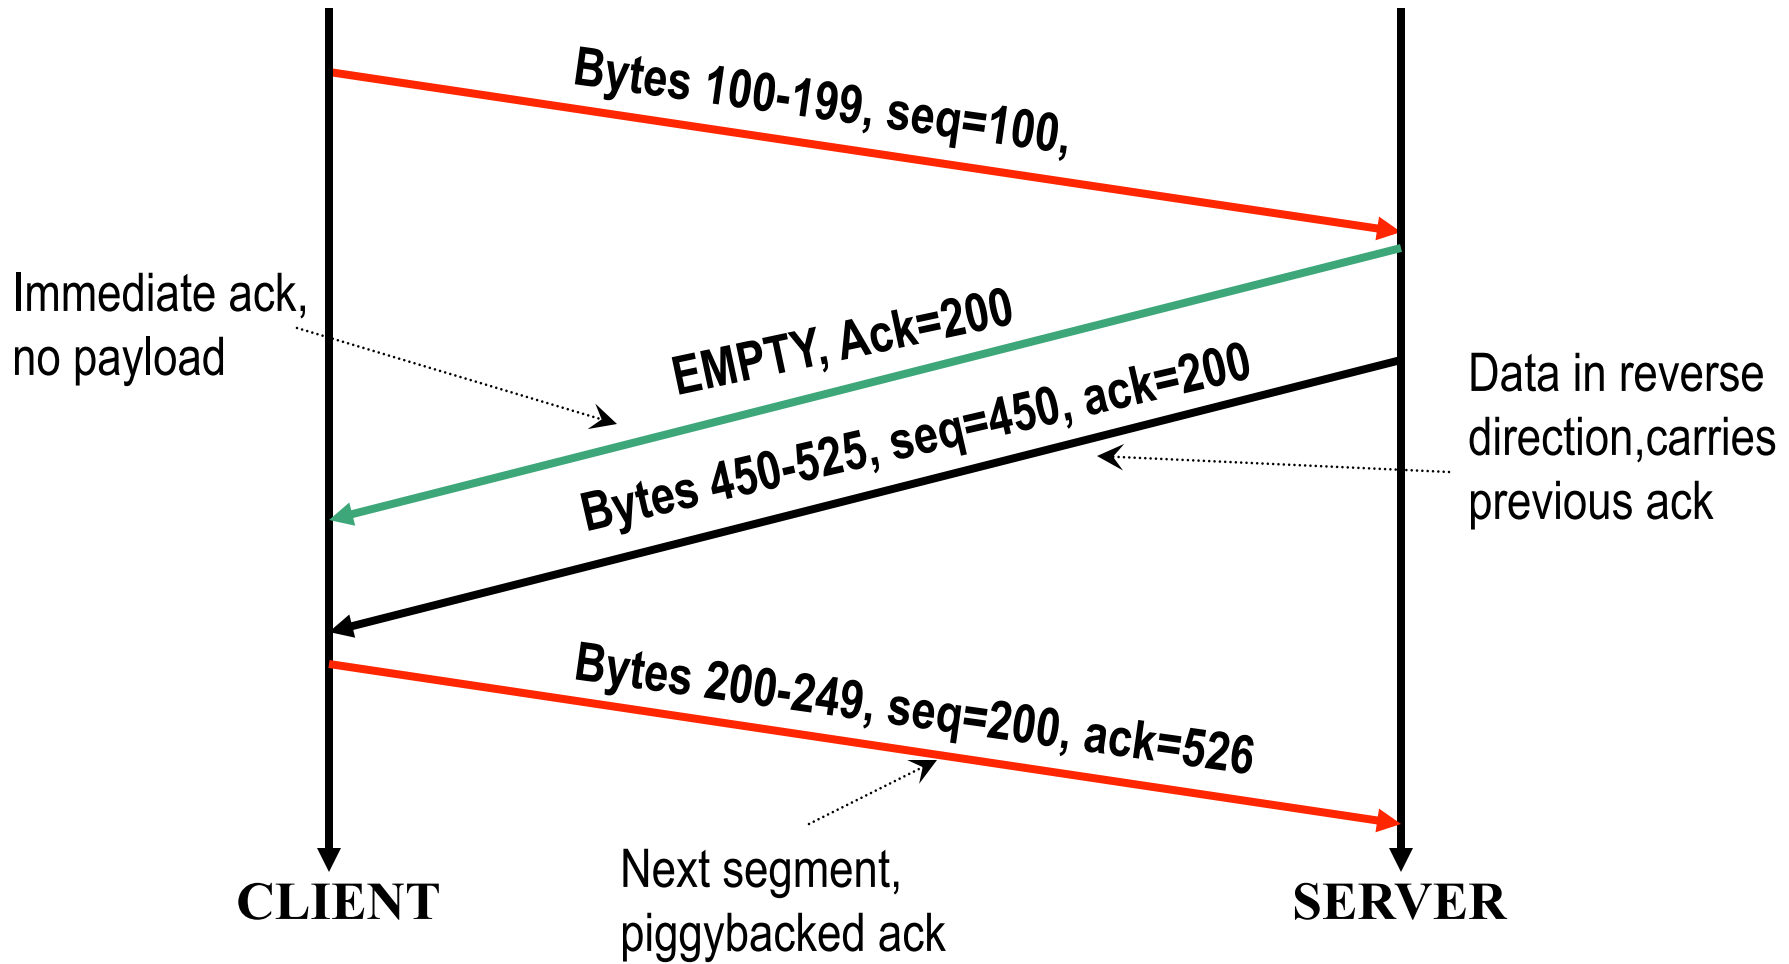 Bytes 100-199, seq=100,
Immediate ack,
no payload
EMPTY, Ack=200
Bytes 450-525, seq=450, ack=200
Data in reverse
direction,carries
previous ack
Bytes 200-249, seq=200, ack=526
Next segment,
piggybacked ack
CLIENT
SERVER